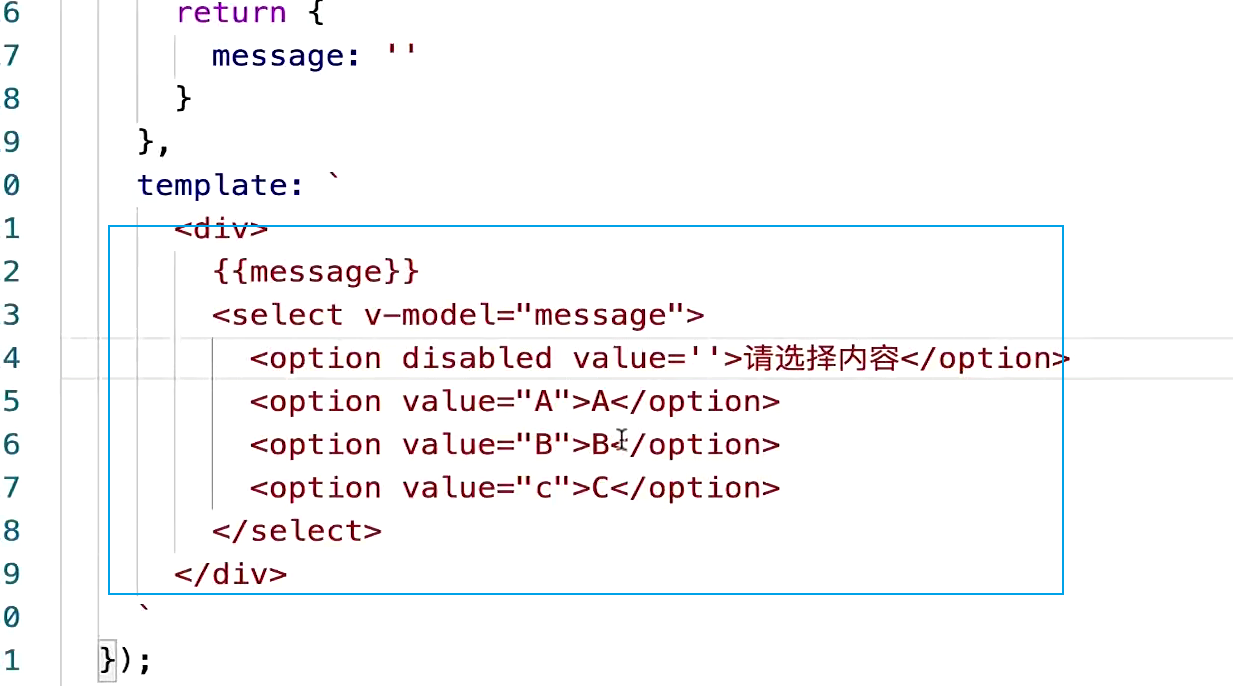 6 return {
7 message: ''
8 }
9 },
0 template: `
1 <div>
2 {{message}}
3 <select v-model="message">
4 <option disabled value=''>请选择内容</option>
5 <option value="A">A</option>
6 <option value="B">B</option>
7 <option value="c">C</option>
8 </select>
9 </div>
0 `
1 });